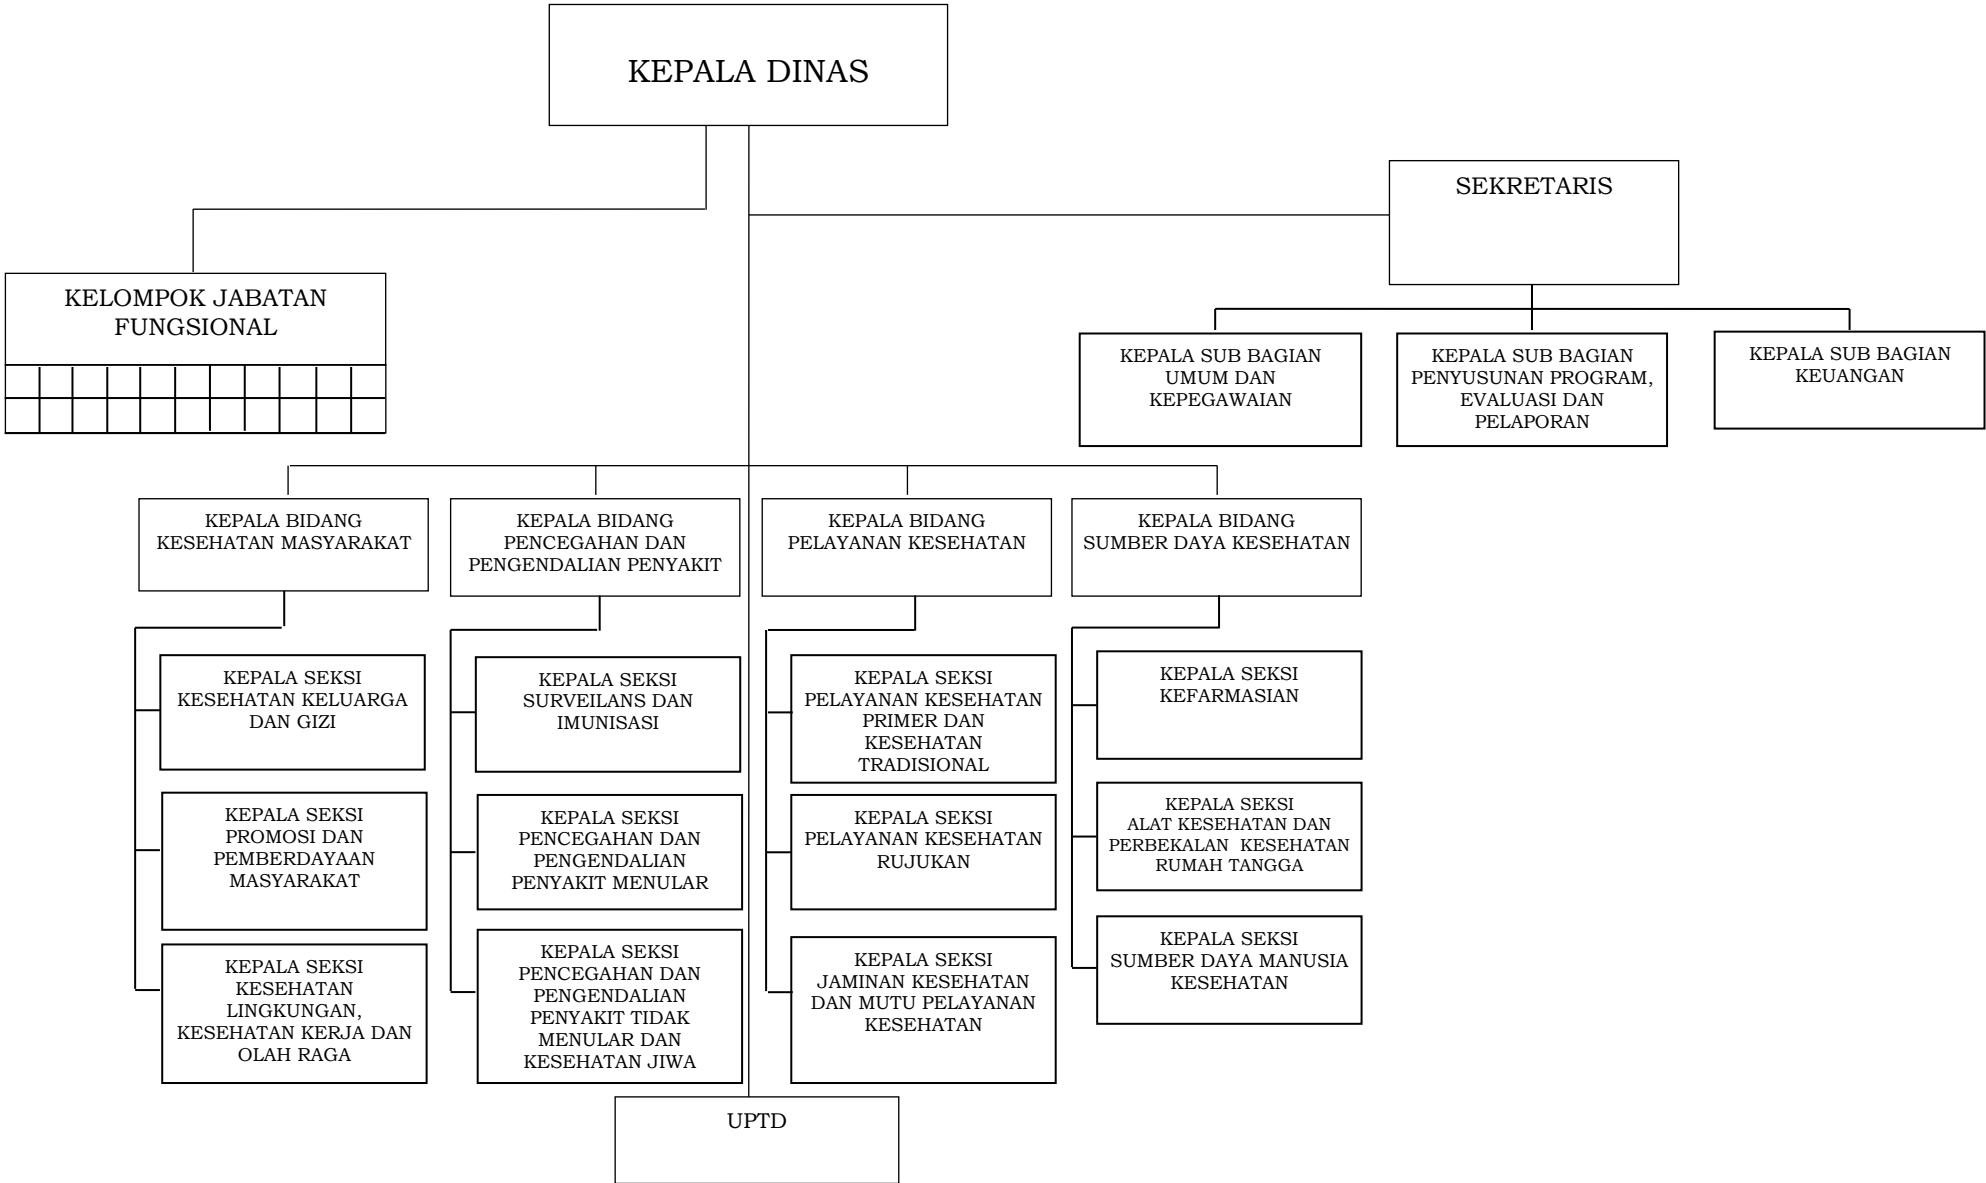 KEPALA DINAS
SEKRETARIS
KELOMPOK JABATAN
FUNGSIONAL
KEPALA SUB BAGIAN
UMUM DAN
KEPEGAWAIAN
KEPALA SUB BAGIAN
PENYUSUNAN PROGRAM,
EVALUASI DAN
PELAPORAN
KEPALA SUB BAGIAN
KEUANGAN
KEPALA BIDANG
KESEHATAN MASYARAKAT
KEPALA BIDANG
PENCEGAHAN DAN
PENGENDALIAN PENYAKIT
KEPALA BIDANG
PELAYANAN KESEHATAN
KEPALA BIDANG
SUMBER DAYA KESEHATAN
KEPALA SEKSI
KESEHATAN KELUARGA
DAN GIZI
KEPALA SEKSI
SURVEILANS DAN
IMUNISASI
KEPALA SEKSI
PELAYANAN KESEHATAN
PRIMER DAN
KESEHATAN
TRADISIONAL
KEPALA SEKSI
KEFARMASIAN
KEPALA SEKSI
PROMOSI DAN
PEMBERDAYAAN
MASYARAKAT
KEPALA SEKSI
PENCEGAHAN DAN
PENGENDALIAN
PENYAKIT MENULAR
KEPALA SEKSI
PELAYANAN KESEHATAN
RUJUKAN
KEPALA SEKSI
ALAT KESEHATAN DAN
PERBEKALAN  KESEHATAN
RUMAH TANGGA
KEPALA SEKSI
KESEHATAN
LINGKUNGAN,
KESEHATAN KERJA DAN
OLAH RAGA
KEPALA SEKSI
PENCEGAHAN DAN
PENGENDALIAN
PENYAKIT TIDAK
MENULAR DAN
KESEHATAN JIWA
KEPALA SEKSI
JAMINAN KESEHATAN
DAN MUTU PELAYANAN
KESEHATAN
KEPALA SEKSI
SUMBER DAYA MANUSIA
KESEHATAN
UPTD